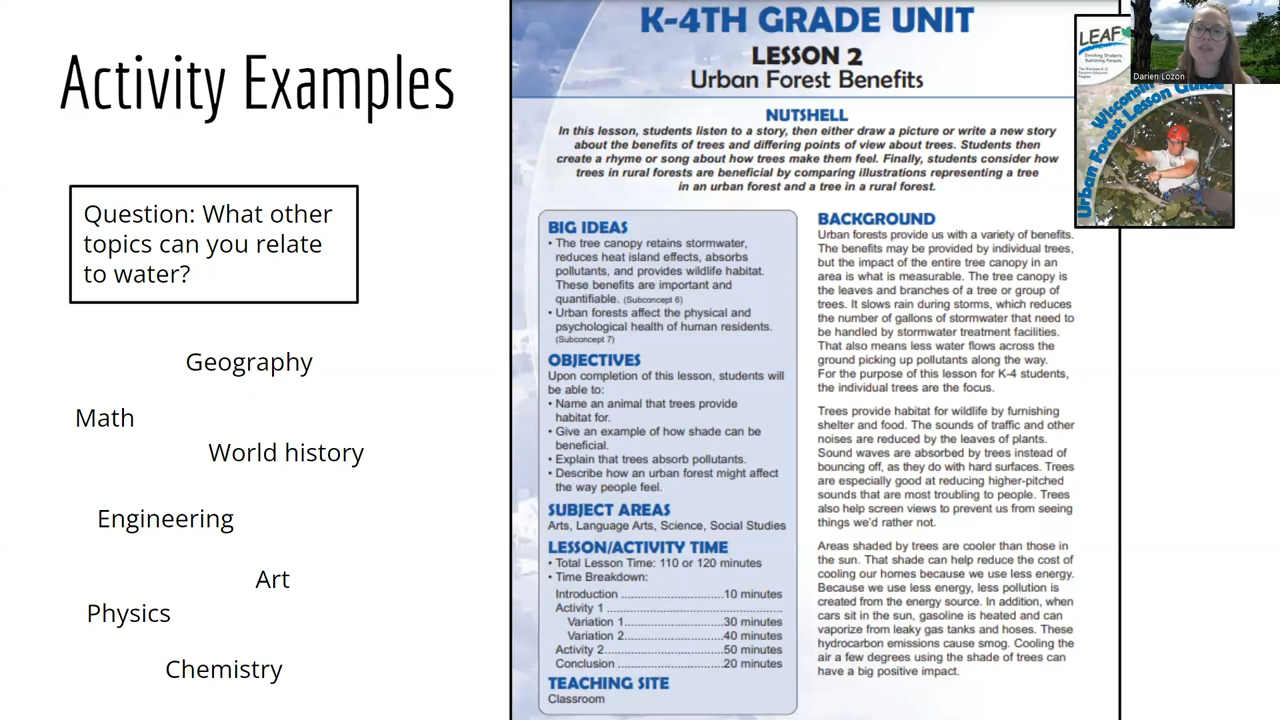 Activity Examples
Question: What other
topics can you relate
to water?
Geography
Math
World history
Engineering
Art
Physics
Chemistry
K-4TH GRADE UNIT
LESSON 2
Urban Forest Benefits
NUTSHELL
In this lesson, students listen to a story, then either draw a picture or write a new story
about the benefits of trees and differing points of view about trees. Students then
create a rhyme or song about how trees make them feel. Finally, students consider how
trees in rural forests are beneficial by comparing illustrations representing a tree
in an urban forest and a tree in a rural forest.
BIG IDEAS
• The tree canopy retains stormwater,
reduces heat island effects, absorbs
pollutants, and provides wildlife habitat.
These benefits are important and
quantifiable. (Subconcept 6)
• Urban forests affect the physical and
psychological health of human residents.
(Subconcept 7)
OBJECTIVES
Upon completion of this lesson, students will
be able to:
• Name an animal that trees provide
habitat for.
• Give an example of how shade can be
beneficial.
• Explain that trees absorb pollutants.
• Describe how an urban forest might affect
the way people feel.
SUBJECT AREAS
Arts, Language Arts, Science, Social Studies
LESSON/ACTIVITY TIME
• Total Lesson Time: 110 or 120 minutes
• Time Breakdown:
Introduction ..........................10 minutes
Activity 1 ............................................
Variation 1.........................30 minutes
Variation 2.........................40 minutes
Activity 2...............................50 minutes
Conclusion ...........................20 minutes
TEACHING SITE
Classroom
BACKGROUND
Urban forests provide us with a variety of benefits.
The benefits may be provided by individual trees,
but the impact of the entire tree canopy in an
area is what is measurable. The tree canopy is
the leaves and branches of a tree or group of
trees. It slows rain during storms, which reduces
the number of gallons of stormwater that need to
be handled by stormwater treatment facilities.
That also means less water flows across the
ground picking up pollutants along the way.
For the purpose of this lesson for K-4 students,
the individual trees are the focus.
Trees provide habitat for wildlife by furnishing
shelter and food. The sounds of traffic and other
noises are reduced by the leaves of plants.
Sound waves are absorbed by trees instead of
bouncing off, as they do with hard surfaces. Trees
are especially good at reducing higher-pitched
sounds that are most troubling to people. Trees
also help screen views to prevent us from seeing
things we'd rather not.
Areas shaded by trees are cooler than those in
the sun. That shade can help reduce the cost of
cooling our homes because we use less energy.
Because we use less energy, less pollution is
created from the energy source. In addition, when
cars sit in the sun, gasoline is heated and can
vaporize from leaky gas tanks and hoses. These
hydrocarbon emissions cause smog. Cooling the
air a few degrees using the shade of trees can
have a big positive impact.
LEAF
Enriching Students,
Sustaining Forests
Wisconsin
Urban Forest Lesson Guide
Darien Lozon